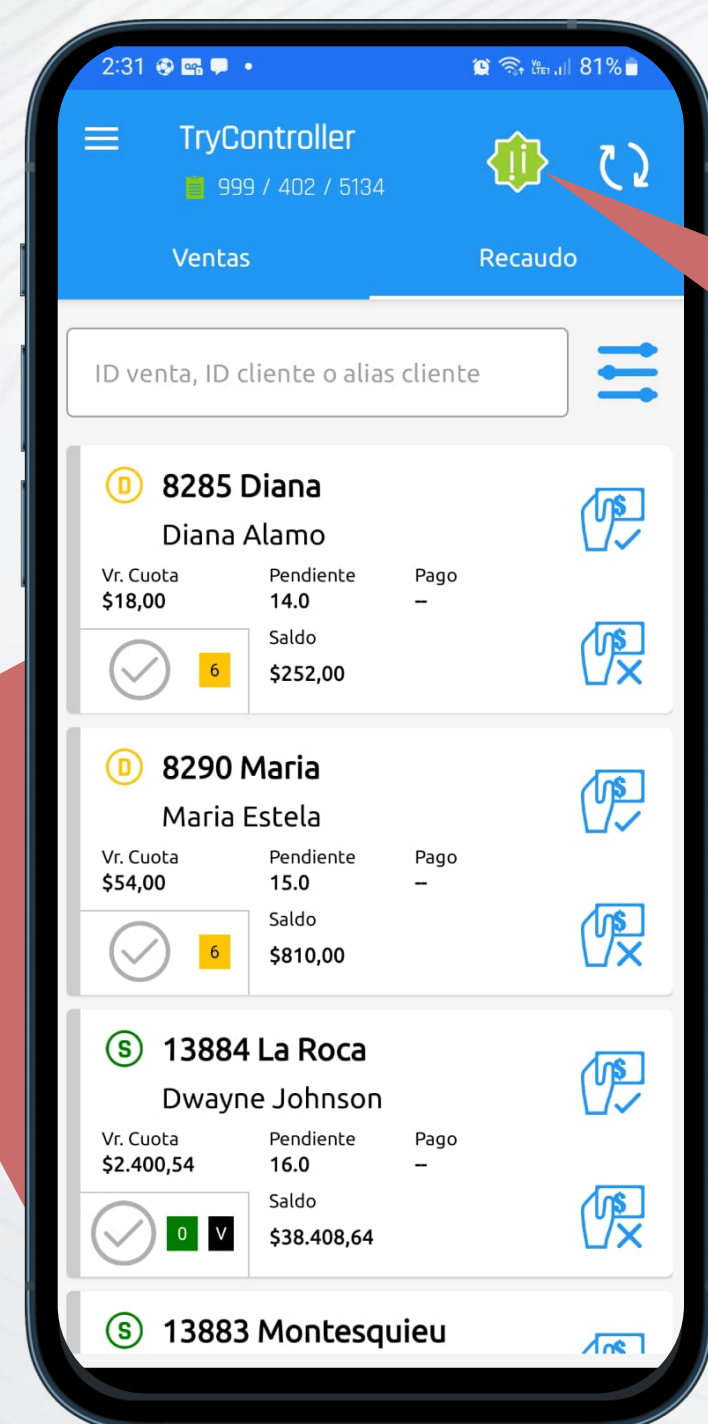 2:31 81%
TryController
999 / 402 / 5134
Ventas Recaudo
ID venta, ID cliente o alias cliente
D 8285 Diana
Diana Alamo
Vr. Cuota Pendiente Pago
$18,00 14.0 --
Saldo
6 $252,00
D 8290 Maria
Maria Estela
Vr. Cuota Pendiente Pago
$54,00 15.0 --
Saldo
6 $810,00
S 13884 La Roca
Dwayne Johnson
Vr. Cuota Pendiente Pago
$2.400,54 16.0 --
Saldo
0 V $38.408,64
S 13883 Montesquieu